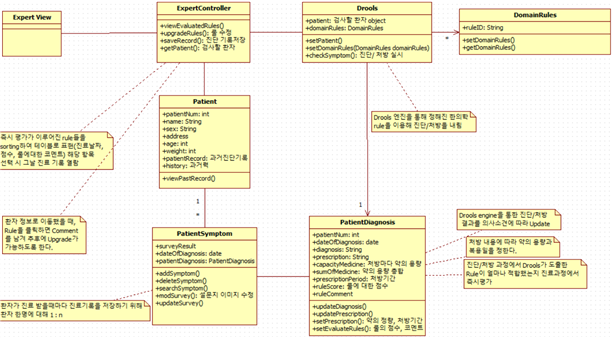 Expert View
ExpertController
+viewEvaluatedRules()
+upgradeRules(): 룰 수정
+saveRecord(): 진단 기록저장
+getPatient(): 검사할 환자
Drools
+patient: 검사할 환자 object
+domainRules: DomainRules
+setPatient()
+setDomainRules(DomainRules domainRules)
+checkSymptom(): 진단/처방 실시
DomainRules
+ruleID: String
+setDomainRules()
+getDomainRules()
*
Patient
+patientNum: int
+name: String
+sex: String
+address
+age: int
+weight: int
+patientRecord: 과거진단기록
+history: 과거력
+viewPastRecord()
Drools 엔진을 통해 정해진 한의학
rule을 이용해 진단/처방을 내림
즉시 평가가 이루어진 rule들을
sorting하여 테이블로 표현(진료날짜,
점수, 룰에대한 코멘트) 해당 항목
선택 시 그날 진료 기록 열람
환자 정보로 이동했을 때,
Rule을 클릭하면 Comment
를 남겨 추후에 Upgrade가
가능하도록 한다.
1
*
1
PatientSymptom
+surveyResult
+dateOfDiagnosis: date
+patientDiagnosis: PatientDiagnosis
+addSymptom()
+deleteSymptom()
+searchSymptom()
+modSurvey(): 설문지 이미지 수정
+updateSurvey()
환자가 진료 받을때마다 진료기록을 저장하기 위해
환자 한명에 대해 1 : n
PatientDiagnosis
+patientNum: int
+dateOfDiagnosis: date
+diagnosis: String
+prescription: String
+capacityMedicine: 처방마다 약의 용량
+sumOfMedicine: 약의 용량 총합
+prescriptionPeriod: 처방기간
+ruleScore: 룰에 대한 점수
+ruleComment
+updateDiagnosis()
+updatePrescription()
+setPrescription(): 약의 정량, 처방기간
+setEvaluateRules(): 룰의 점수, 코멘트
Drools engine을 통한 진단/처방
결과를 의사소견에 따라 Update
처방 내용에 따라 약의 용량과
복용일을 정한다.
진단/처방 과정에서 Drools가 도출한
Rule이 얼마나 적합했는지 진료과정에서
즉시평가